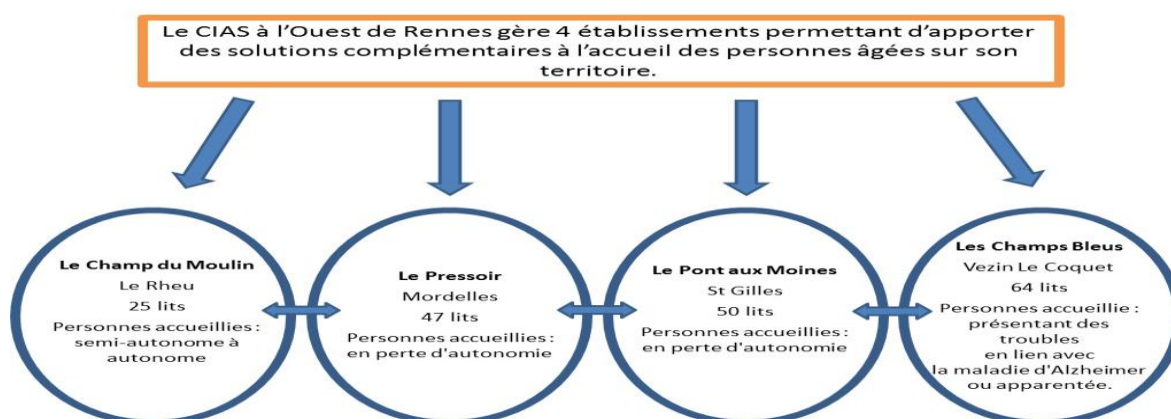 Le CIAS à l'Ouest de Rennes gère 4 établissements permettant d'apporter
des solutions complémentaires à l'accueil des personnes âgées sur son
territoire.
Le Champ du Moulin
Le Rheu
25 lits
Personnes accueillies :
semi-autonome à
autonome
Le Pressoir
Mordelles
47 lits
Personnes accueillies :
en perte d'autonomie
Le Pont aux Moines
St Gilles
50 lits
Personnes accueillies :
en perte d'autonomie
Les Champs Bleus
Vezin Le Coquet
64 lits
Personnes accueillie :
présentant des
troubles
en lien avec
la maladie d'Alzheimer
ou apparentée.